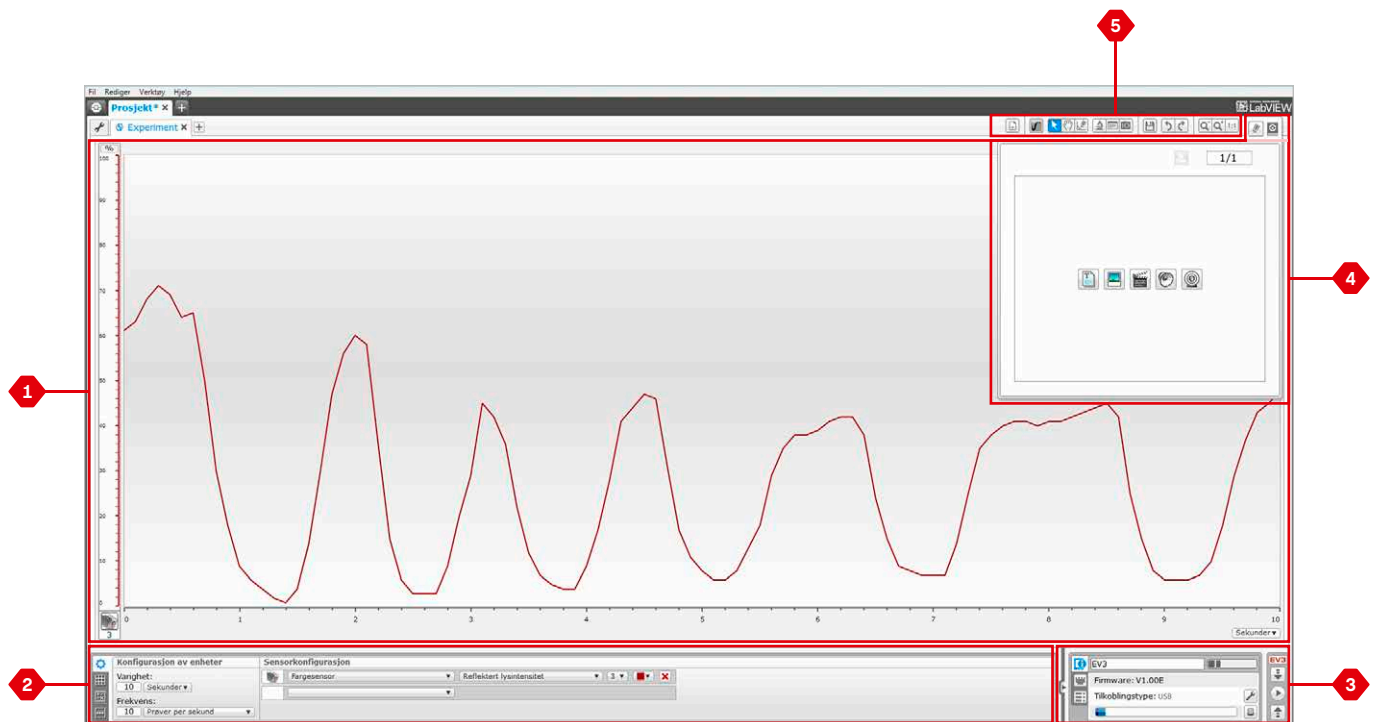 5
Fil Rediger Verktøy Hjelp
Prosjekt* ×
LabVIEW
Experiment ×
1/1
%
100
90
80
70
60
50
40
30
20
10
0
4
1
3
0 1 2 3 4 5 6 7 8 9 10
Sekunder
2
Konfigurasjon av enheter
Varighet:
10 Sekunder
Frekvens:
10 Prøver per sekund
Sensorkonfigurasjon
Fargesensor Reflektert lysintensitet 3
EV3
EV3
Firmware: V1.00E
Tilkoblingstype: USB
3